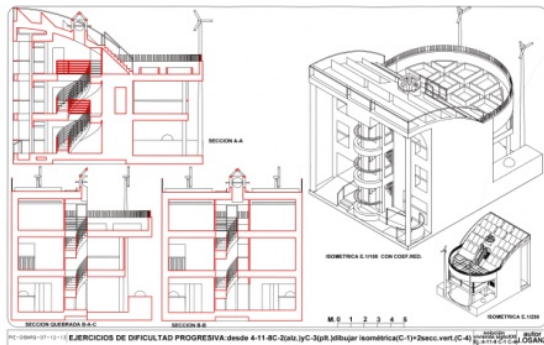 SECCION A-A
SECCION QUEBRADA B-A-C
SECCION B-B
ISOMETRICA E.1/100 CON COEF.RED.
ISOMETRICA E.1/200
M. 0 1 2 3 4 5
EJERCICIOS DE DIFICULTAD PROGRESIVA:desde 4-11-8C-2(alz.)yC-3(plt.)dibujar isométrica(C-1)+2secc.vert.(C-4)
autor
LOSANZ